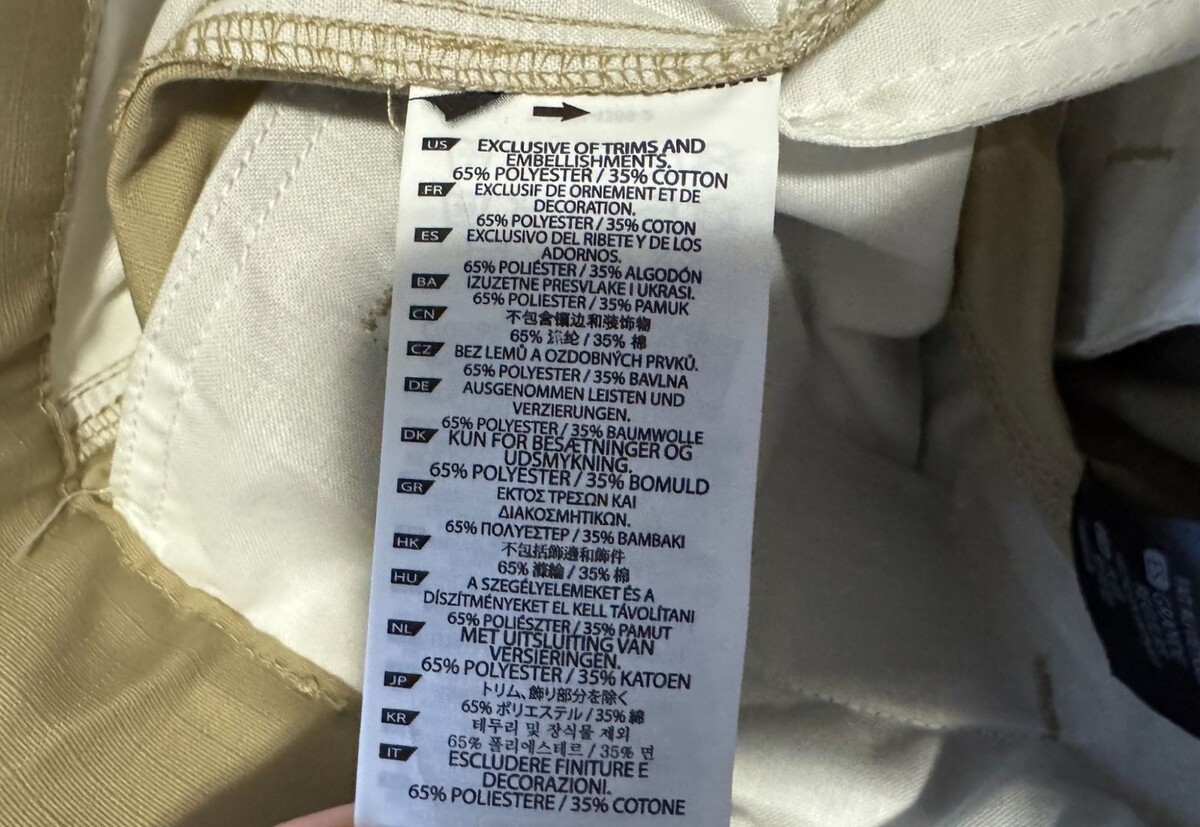 US EXCLUSIVE OF TRIMS AND
EMBELLISHMENTS.
65% POLYESTER / 35% COTTON
FR EXCLUSIF DE ORNEMENT ET DE
DECORATION.
65% POLYESTER / 35% COTON
ES EXCLUSIVO DEL RIBETE Y DE LOS
ADORNOS.
65% POLIÉSTER / 35% ALGODÓN
BA IZUZETNE PRESVLAKE I UKRASI.
65% POLIESTER / 35% PAMUK
CN 不包含镶边和装饰物
65% 涤纶 / 35% 棉
CZ BEZ LEMŮ A OZDOBNÝCH PRVKŮ.
65% POLYESTER / 35% BAVLNA
DE AUSGENOMMEN LEISTEN UND
VERZIERUNGEN.
65% POLYESTER / 35% BAUMWOLLE
DK KUN FOR BESÆTNINGER OG
UDSMYKNING.
65% POLYESTER / 35% BOMULD
GR ΕΚΤΟΣ ΤΡΕΣΩΝ ΚΑΙ
ΔΙΑΚΟΣΜΗΤΙΚΩΝ.
65% ΠΟΛΥΕΣΤΕΡ / 35% ΒΑΜΒΑΚΙ
HK 不包括飾邊和飾件
65% 滌綸 / 35% 棉
HU A SZEGÉLYELEMEKET ÉS A
DÍSZÍTMÉNYEKET EL KELL TÁVOLÍTANI
65% POLIÉSZTER / 35% PAMUT
NL MET UITSLUITING VAN
VERSIERINGEN.
65% POLYESTER / 35% KATOEN
JP トリム、飾り部分を除く
65% ポリエステル / 35% 綿
KR 테두리 및 장식물 제외
65% 폴리에스테르 / 35% 면
IT ESCLUDERE FINITURE E
DECORAZIONI.
65% POLIESTERE / 35% COTONE